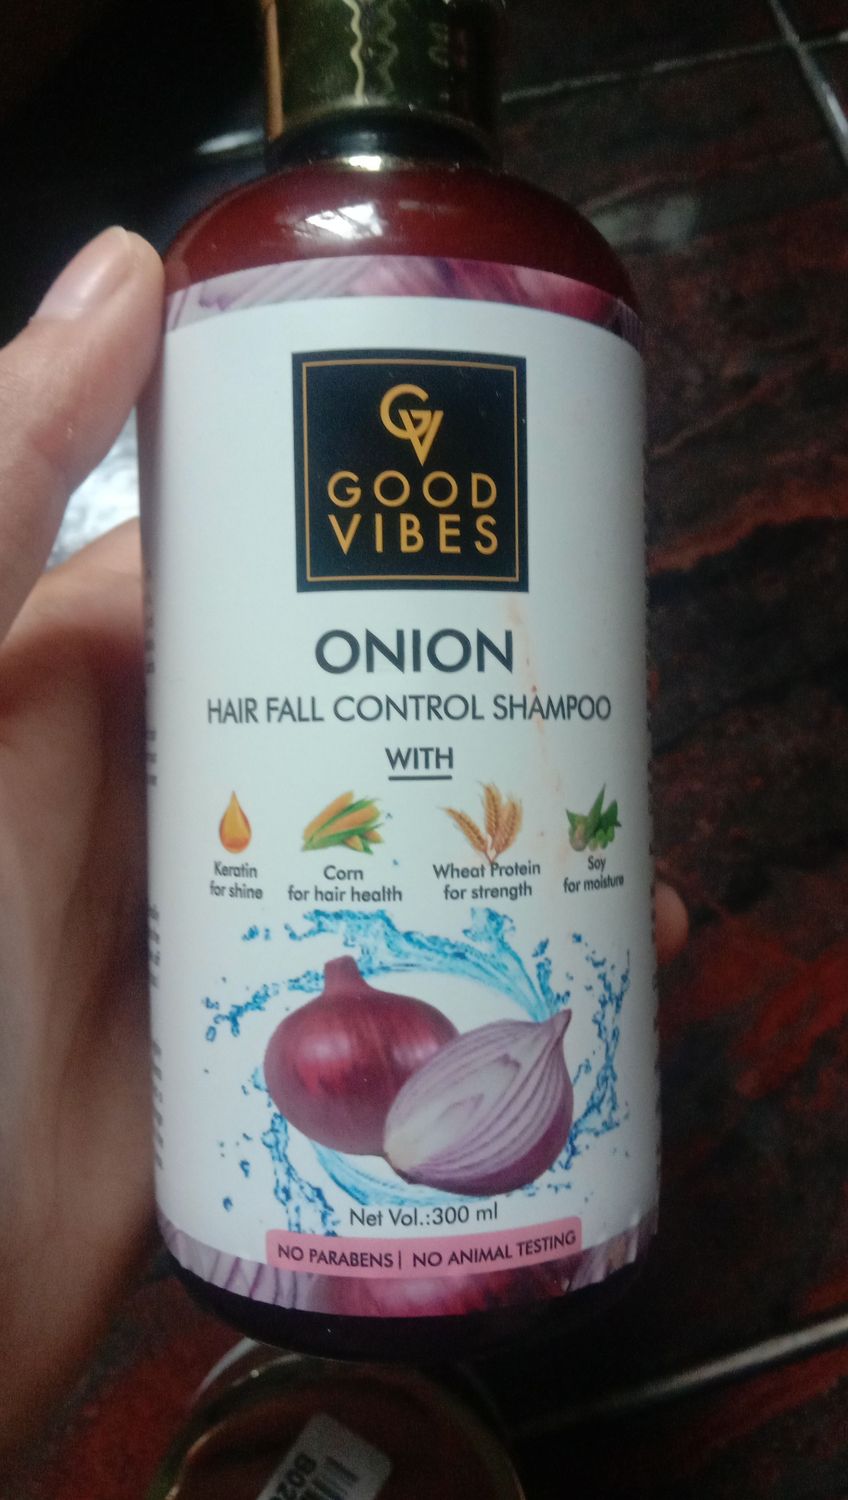 GV
GOOD
VIBES
ONION
HAIR FALL CONTROL SHAMPOO
WITH
Keratin
for shine
Corn
for hair health
Wheat Protein
for strength
Soy
for moisture
Net Vol.:300 ml
NO PARABENS| NO ANIMAL TESTING